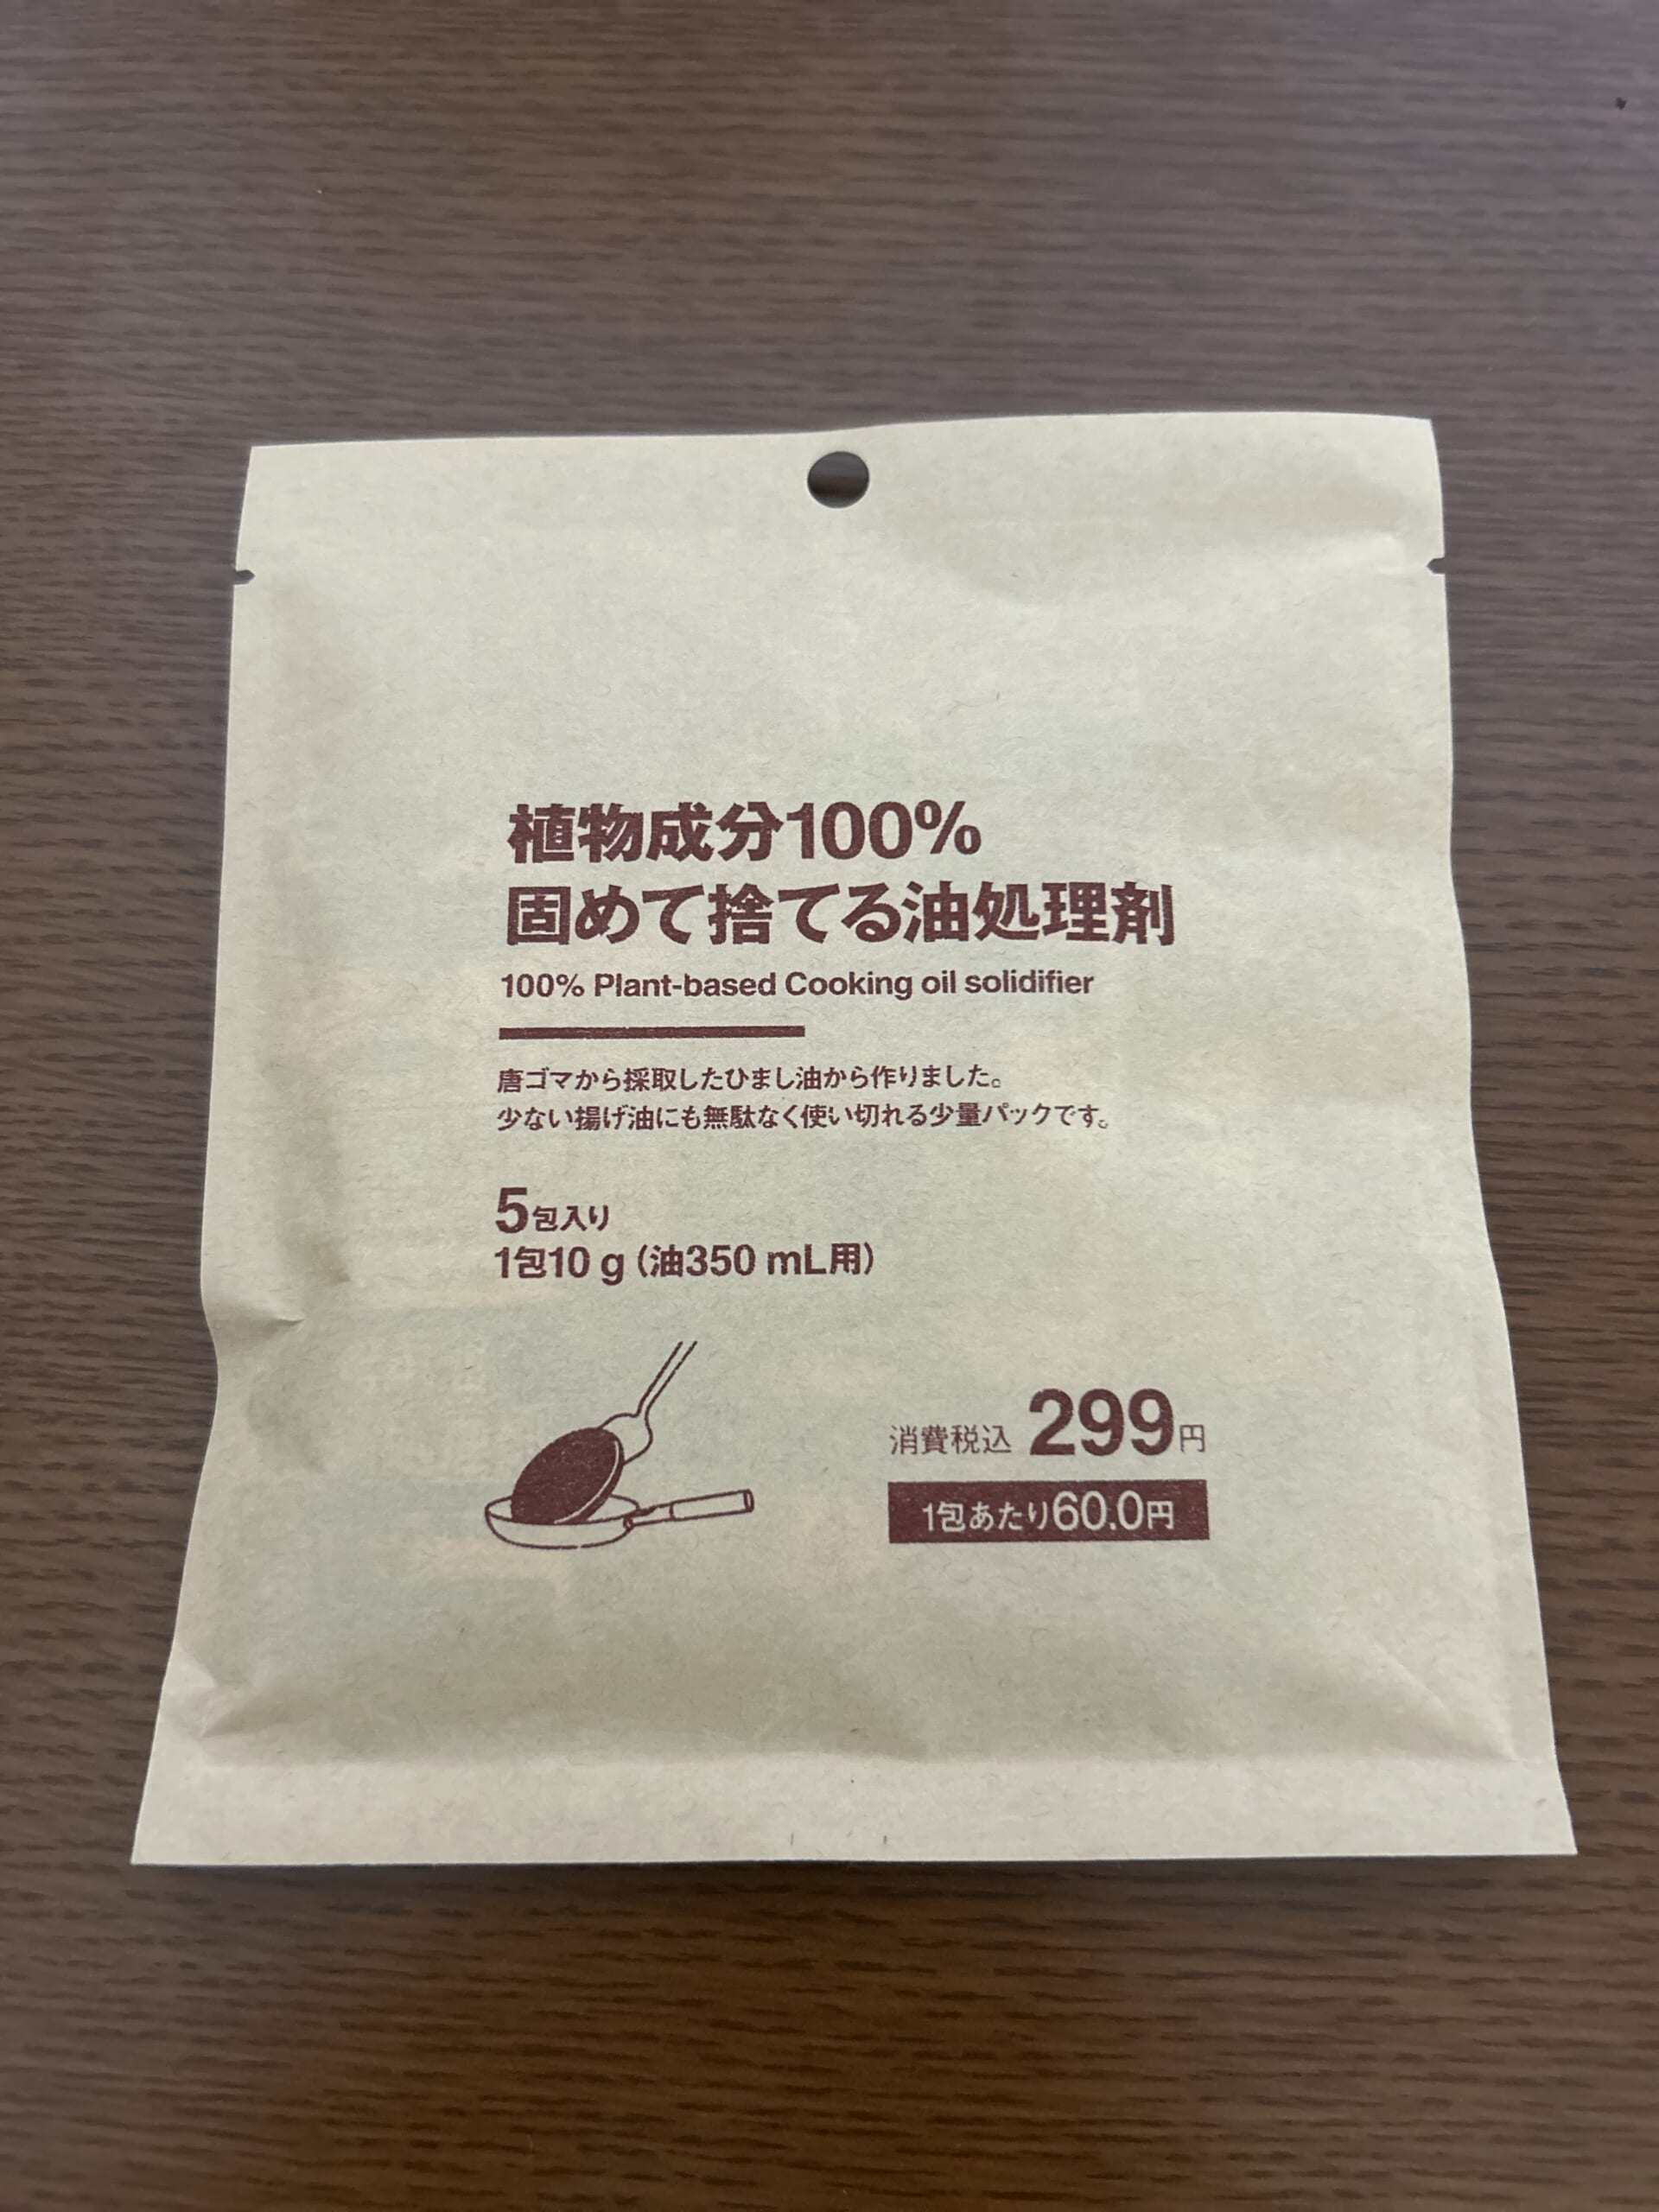 植物成分100%
固めて捨てる油処理剤
100% Plant-based Cooking oil solidifier
唐ゴマから採取したひまし油から作りました。
少ない揚げ油にも無駄なく使い切れる少量パックです。
5包入り
1包10 g（油350 mL用）
消費税込 299円
1包あたり60.0円